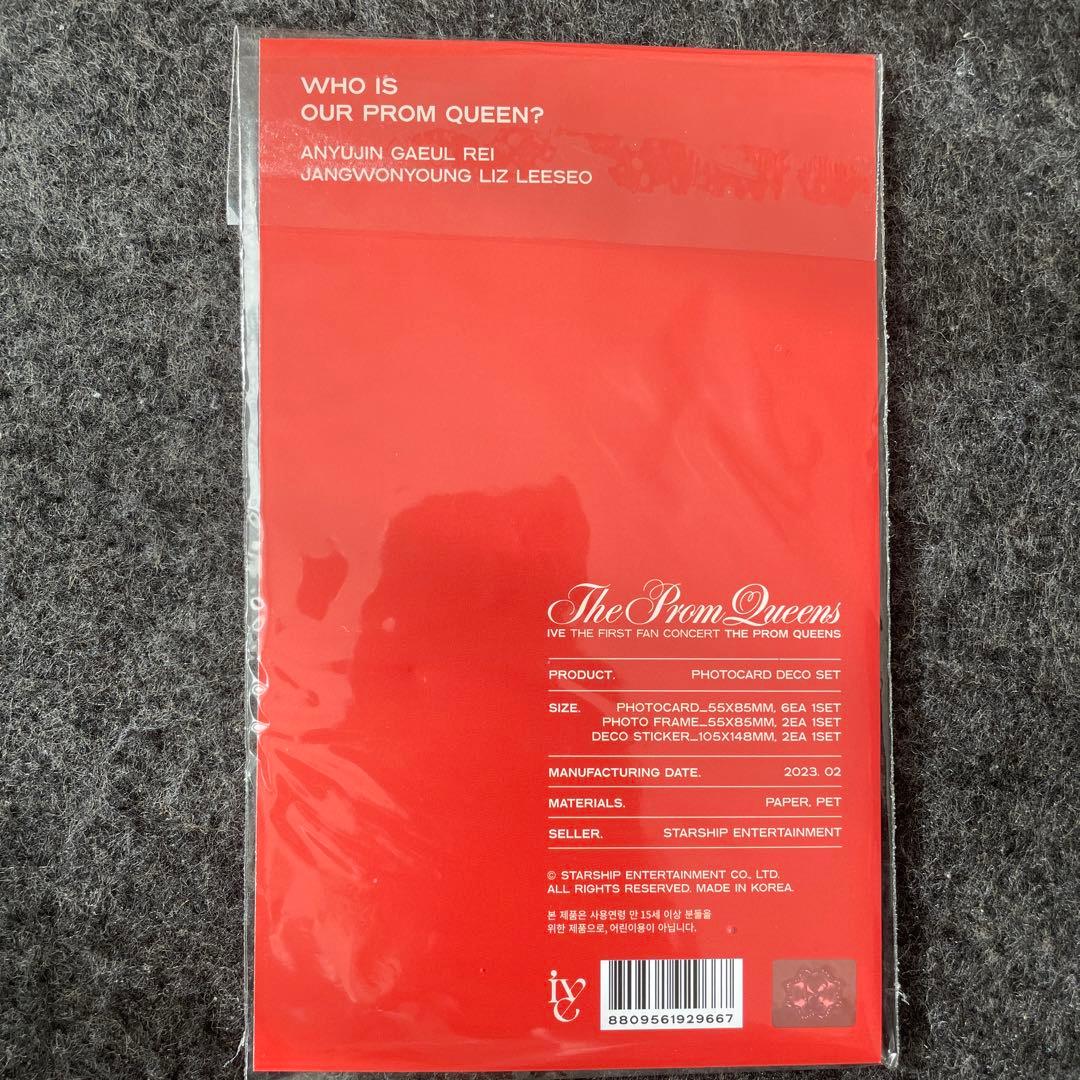 WHO IS
OUR PROM QUEEN?
ANYUJIN GAEUL REI
JANGWONYOUNG LIZ LEESEO
The Prom Queens
IVE THE FIRST FAN CONCERT THE PROM QUEENS
PRODUCT. PHOTOCARD DECO SET
SIZE. PHOTOCARD_55X85MM, 6EA 1SET
PHOTO FRAME_55X85MM, 2EA 1SET
DECO STICKER_105X148MM, 2EA 1SET
MANUFACTURING DATE. 2023. 02
MATERIALS. PAPER, PET
SELLER. STARSHIP ENTERTAINMENT
© STARSHIP ENTERTAINMENT CO., LTD.
ALL RIGHTS RESERVED. MADE IN KOREA.
본 제품은 사용연령 만 15세 이상 분들을
위한 제품으로, 어린이용이 아닙니다.
ive
8809561929667